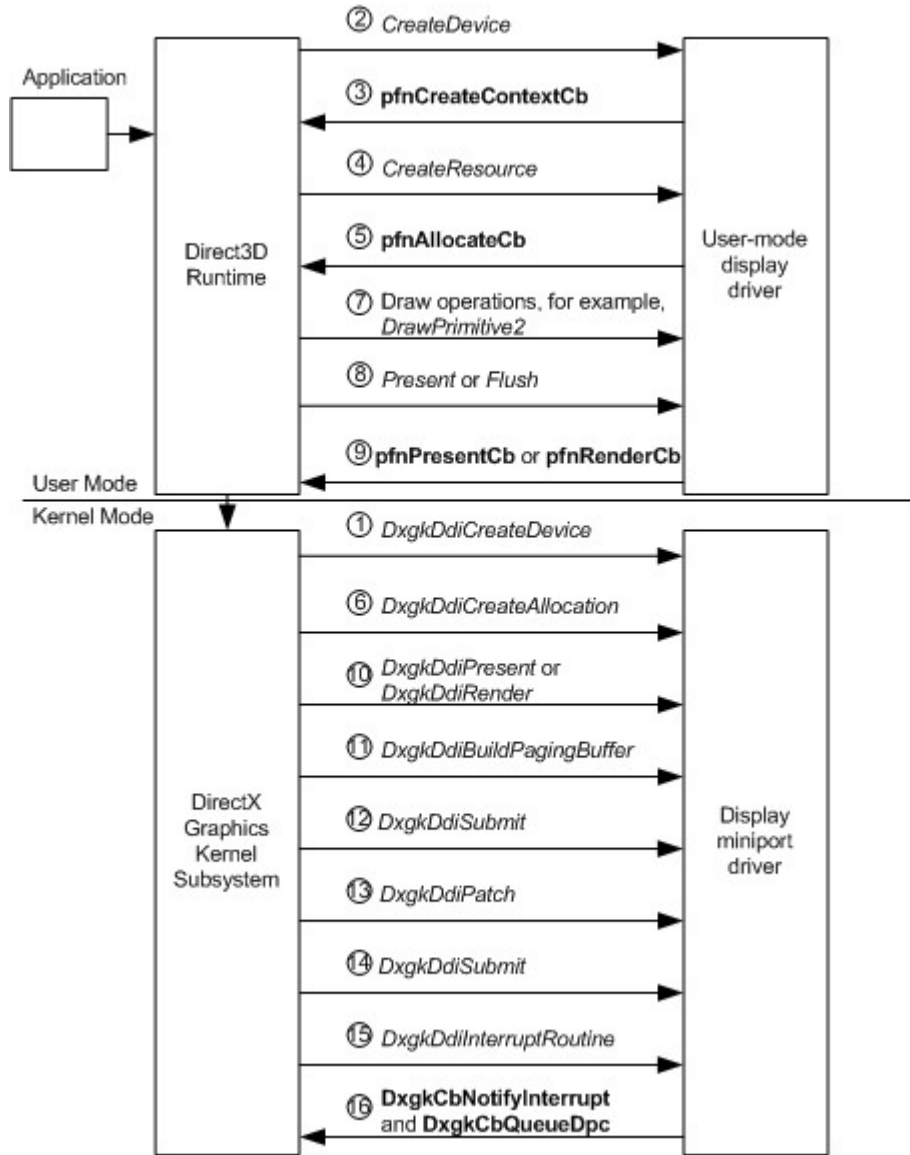 ② CreateDevice
Application
③ pfnCreateContextCb
④ CreateResource
⑤ pfnAllocateCb
Direct3D
Runtime
User-mode
display
driver
⑦ Draw operations, for example,
DrawPrimitive2
⑧ Present or Flush
⑨ pfnPresentCb or pfnRenderCb
User Mode
Kernel Mode
① DxgkDdiCreateDevice
⑥ DxgkDdiCreateAllocation
⑩ DxgkDdiPresent or
DxgkDdiRender
⑪ DxgkDdiBuildPagingBuffer
DirectX
Graphics
Kernel
Subsystem
⑫ DxgkDdiSubmit
Display
miniport
driver
⑬ DxgkDdiPatch
⑭ DxgkDdiSubmit
⑮ DxgkDdiInterruptRoutine
⑯ DxgkCbNotifyInterrupt
and DxgkCbQueueDpc